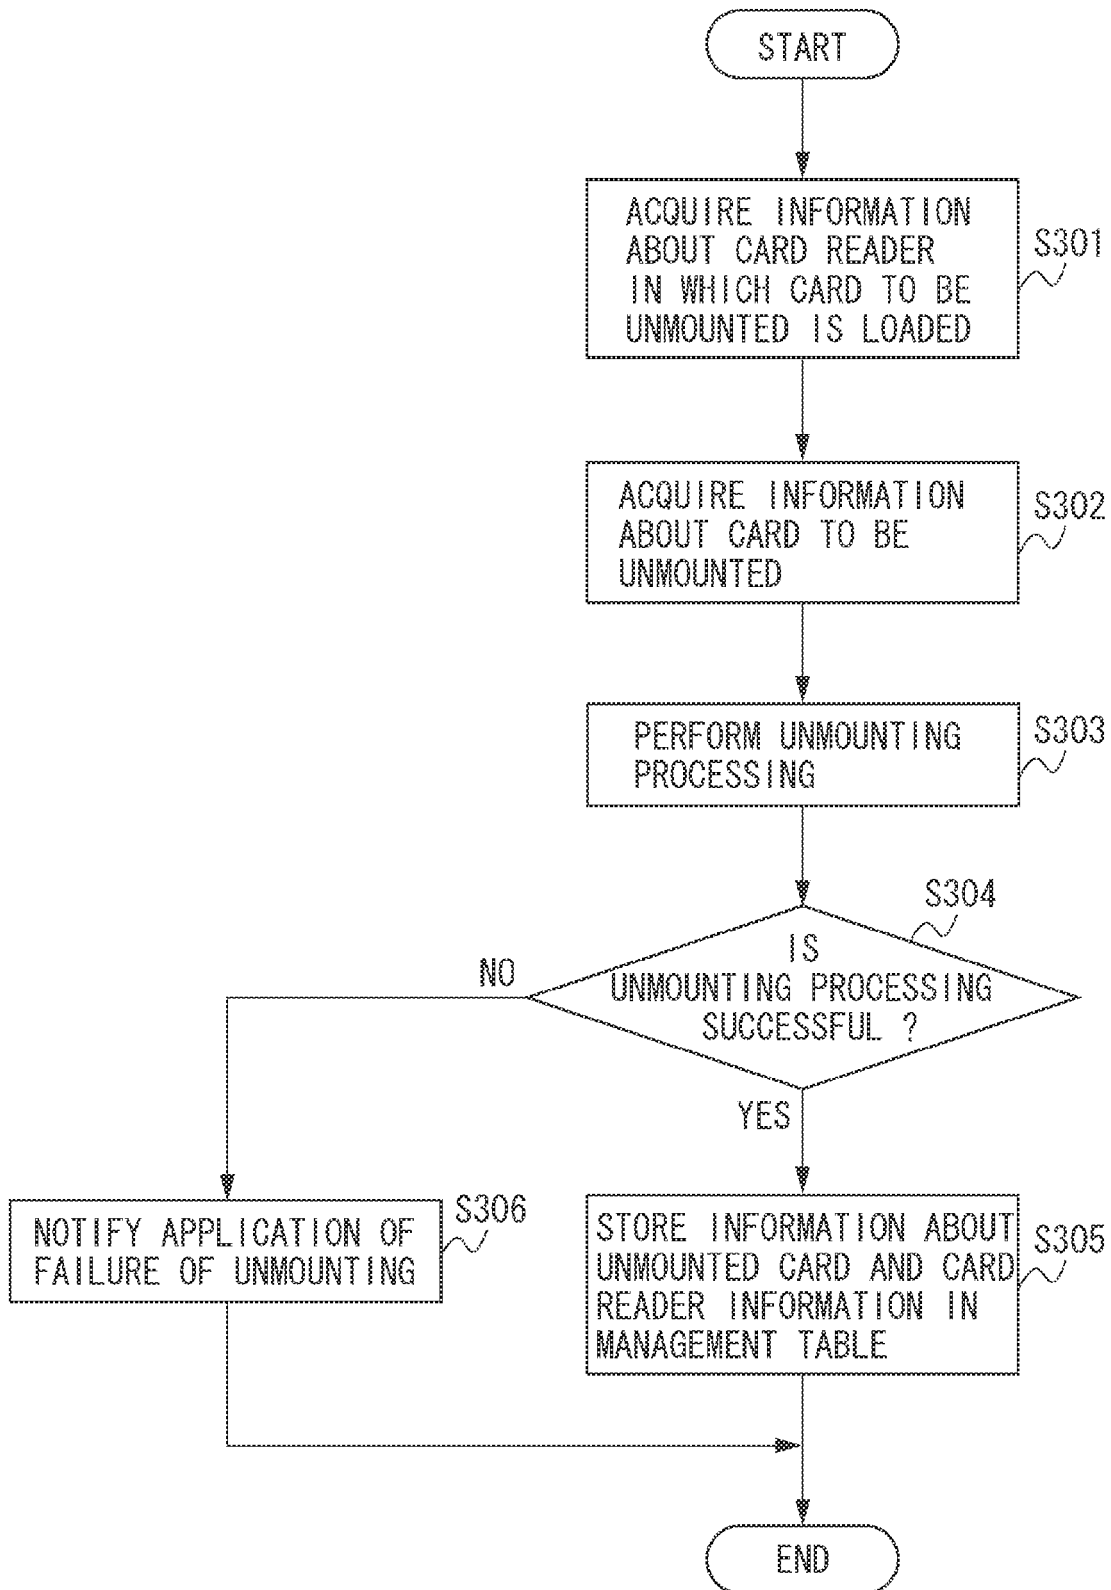 START
ACQUIRE INFORMATION
ABOUT CARD READER
IN WHICH CARD TO BE
UNMOUNTED IS LOADED
S301
ACQUIRE INFORMATION
ABOUT CARD TO BE
UNMOUNTED
S302
PERFORM UNMOUNTING
PROCESSING
S303
IS
UNMOUNTING PROCESSING
SUCCESSFUL ?
S304
NO
YES
NOTIFY APPLICATION OF
FAILURE OF UNMOUNTING
S306
STORE INFORMATION ABOUT
UNMOUNTED CARD AND CARD
READER INFORMATION IN
MANAGEMENT TABLE
S305
END